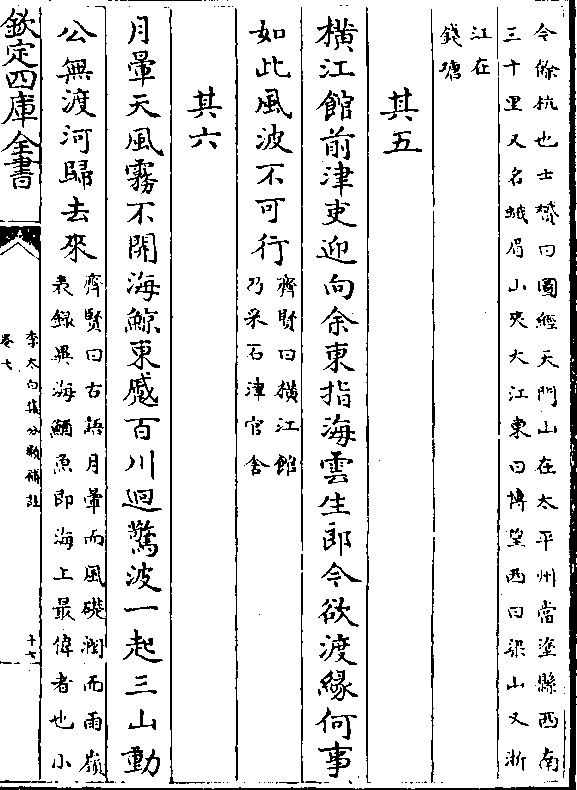 今餘杭也士贇曰圖經天門山在太平州當塗縣西南
三十里又名蛾眉山夾大江東曰博望西曰梁山又浙
江在
錢塘
其五
橫江館前津吏迎向余東指海雲生郎今欲渡緣何事
如此風波不可行
齊賢曰橫江館
乃采石津官舍
其六
月暈天風霧不開海鯨東蹙百川迴驚波一起三山動
公無渡河歸去來
齊賢曰古語月暈而風礎潤而雨嶺
表錄異海鰌魚即海上最偉者也小
欽定四庫全書
李太白集分類補註
卷七
十七